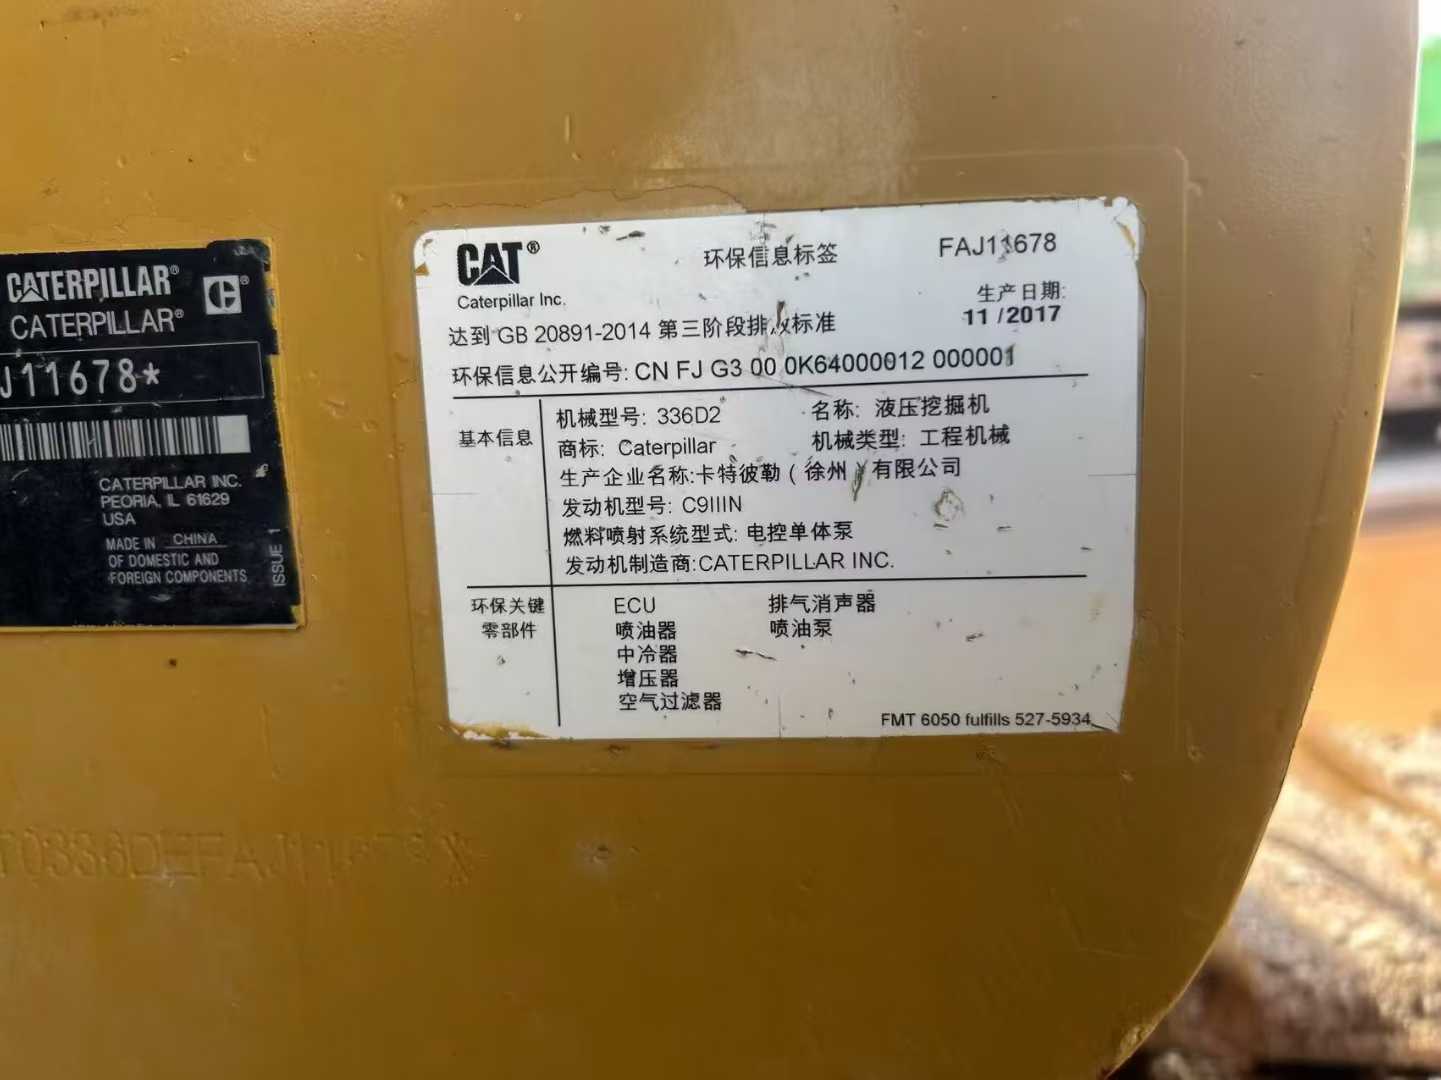 CATERPILLAR®
CATERPILLAR®
J11678*
CATERPILLAR INC.
PEORIA, IL 61629
USA
MADE IN CHINA
OF DOMESTIC AND
FOREIGN COMPONENTS
ISSUE 1
CAT®
Caterpillar Inc.
环保信息标签
FAJ11678
生产日期:
11 /2017
达到 GB 20891-2014 第三阶段排放标准
环保信息公开编号: CN FJ G3 00 0K64000012 000001
基本信息
机械型号: 336D2 名称: 液压挖掘机
商标: Caterpillar 机械类型: 工程机械
生产企业名称:卡特彼勒（徐州）有限公司
发动机型号: C9IIIN
燃料喷射系统型式: 电控单体泵
发动机制造商:CATERPILLAR INC.
环保关键
零部件
ECU 排气消声器
喷油器 喷油泵
中冷器
增压器
空气过滤器
FMT 6050 fulfills 527-5934